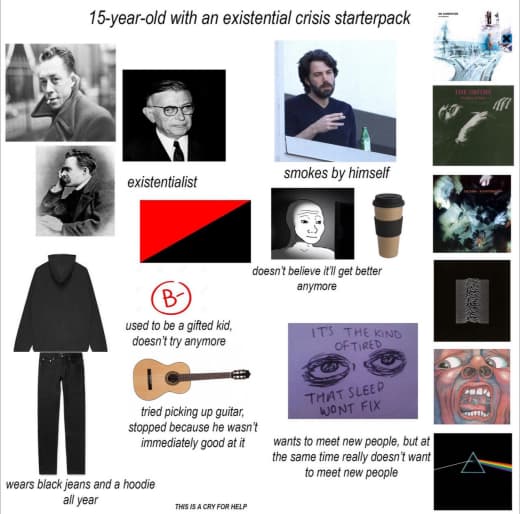 15-year-old with an existential crisis starterpack
existentialist
smokes by himself
doesn't believe it'll get better
anymore
B-
used to be a gifted kid,
doesn't try anymore
IT'S THE KIND
OF TIRED
THAT SLEEP
WONT FIX
tried picking up guitar,
stopped because he wasn't
immediately good at it
wants to meet new people, but at
the same time really doesn't want
to meet new people
wears black jeans and a hoodie
all year
THIS IS A CRY FOR HELP
THE SMITHS